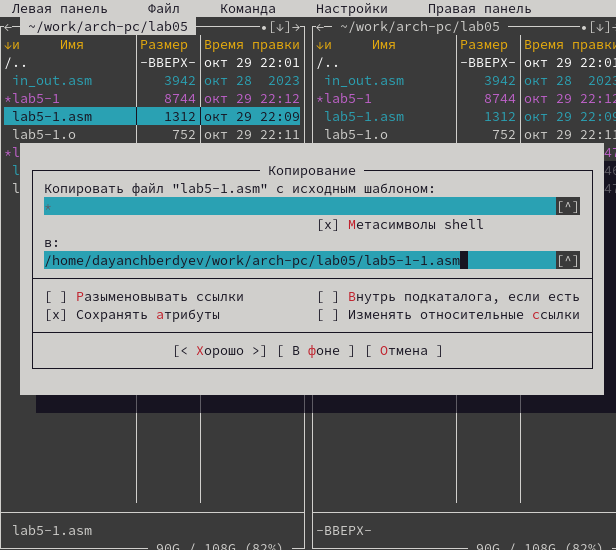 Левая панель Файл Команда Настройки Правая панель
←─ ~/work/arch-pc/lab05 ─•[↓]→ ←─ ~/work/arch-pc/lab05 ─•[↓]→
↓и Имя Размер Время правки ↓и Имя Размер Время правки
/.. -ВВЕРХ- окт 29 22:01 /.. -ВВЕРХ- окт 29 22:01
in_out.asm 3942 окт 28 2023 in_out.asm 3942 окт 28 2023
*lab5-1 8744 окт 29 22:12 *lab5-1 8744 окт 29 22:12
lab5-1.asm 1312 окт 29 22:09 lab5-1.asm 1312 окт 29 22:09
lab5-1.o 752 окт 29 22:11 lab5-1.o 752 окт 29 22:11
Копирование
Копировать файл "lab5-1.asm" с исходным шаблоном:
* [^]
[x] Метасимволы shell
в:
/home/dayanchberdyev/work/arch-pc/lab05/lab5-1-1.asm [^]
[ ] Разыменовывать ссылки [ ] Внутрь подкаталога, если есть
[x] Сохранять атрибуты [ ] Изменять относительные ссылки
[< Хорошо >] [ В фоне ] [ Отмена ]
lab5-1.asm -ВВЕРХ-
90G / 108G (82%) 90G / 108G (82%)